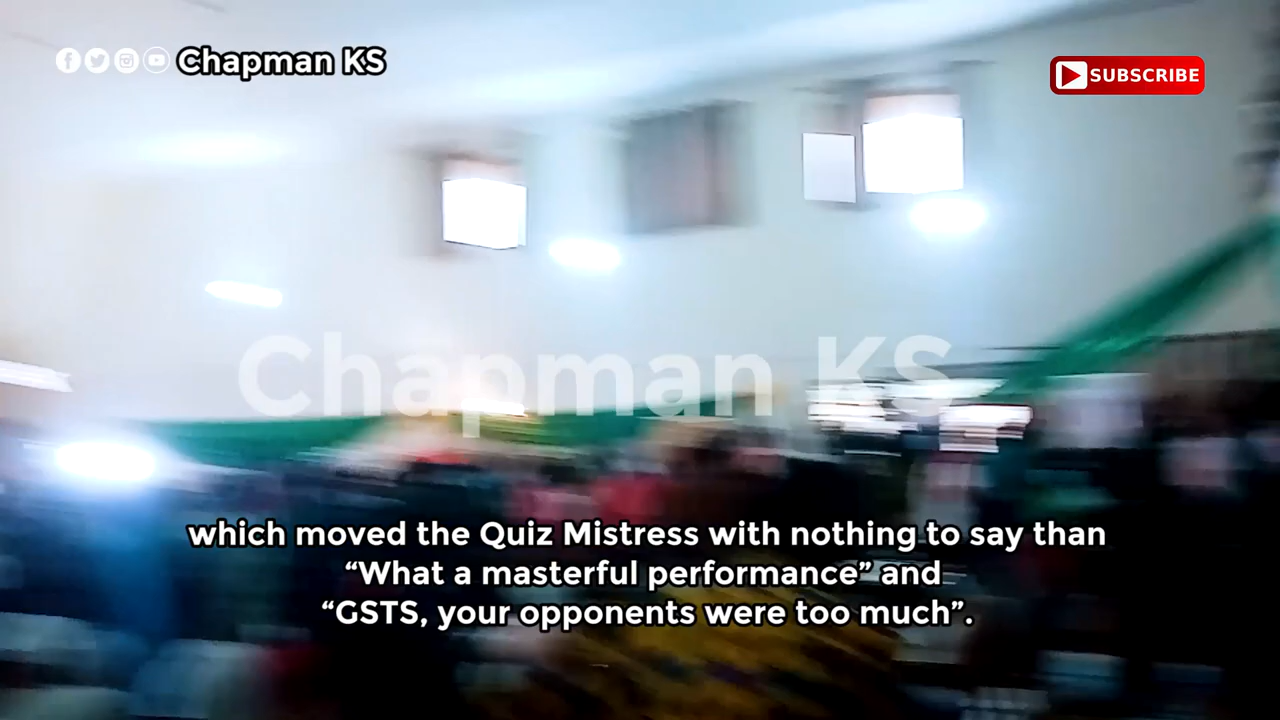 Chapman KS
SUBSCRIBE
Chapman KS
which moved the Quiz Mistress with nothing to say than
“What a masterful performance” and
“GSTS, your opponents were too much”.